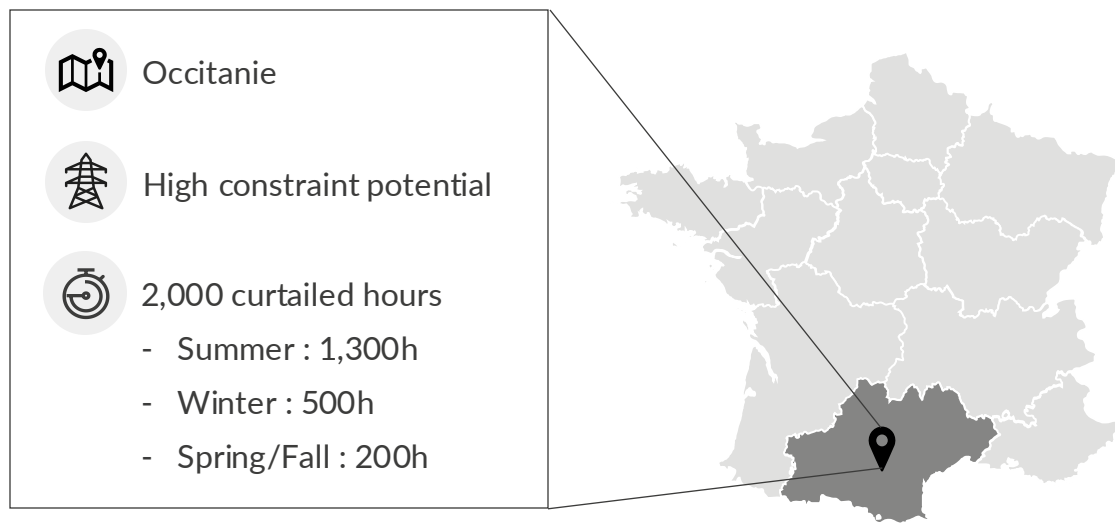 Occitanie
High constraint potential
2,000 curtailed hours
- Summer : 1,300h
- Winter : 500h
- Spring/Fall : 200h